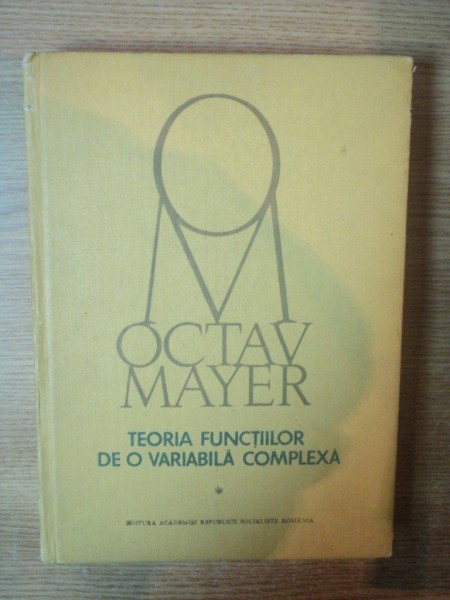 OCTAV
MAYER
TEORIA FUNCȚIILOR
DE O VARIABILĂ COMPLEXĂ
*
EDITURA ACADEMIEI REPUBLICII SOCIALISTE ROMÂNIA